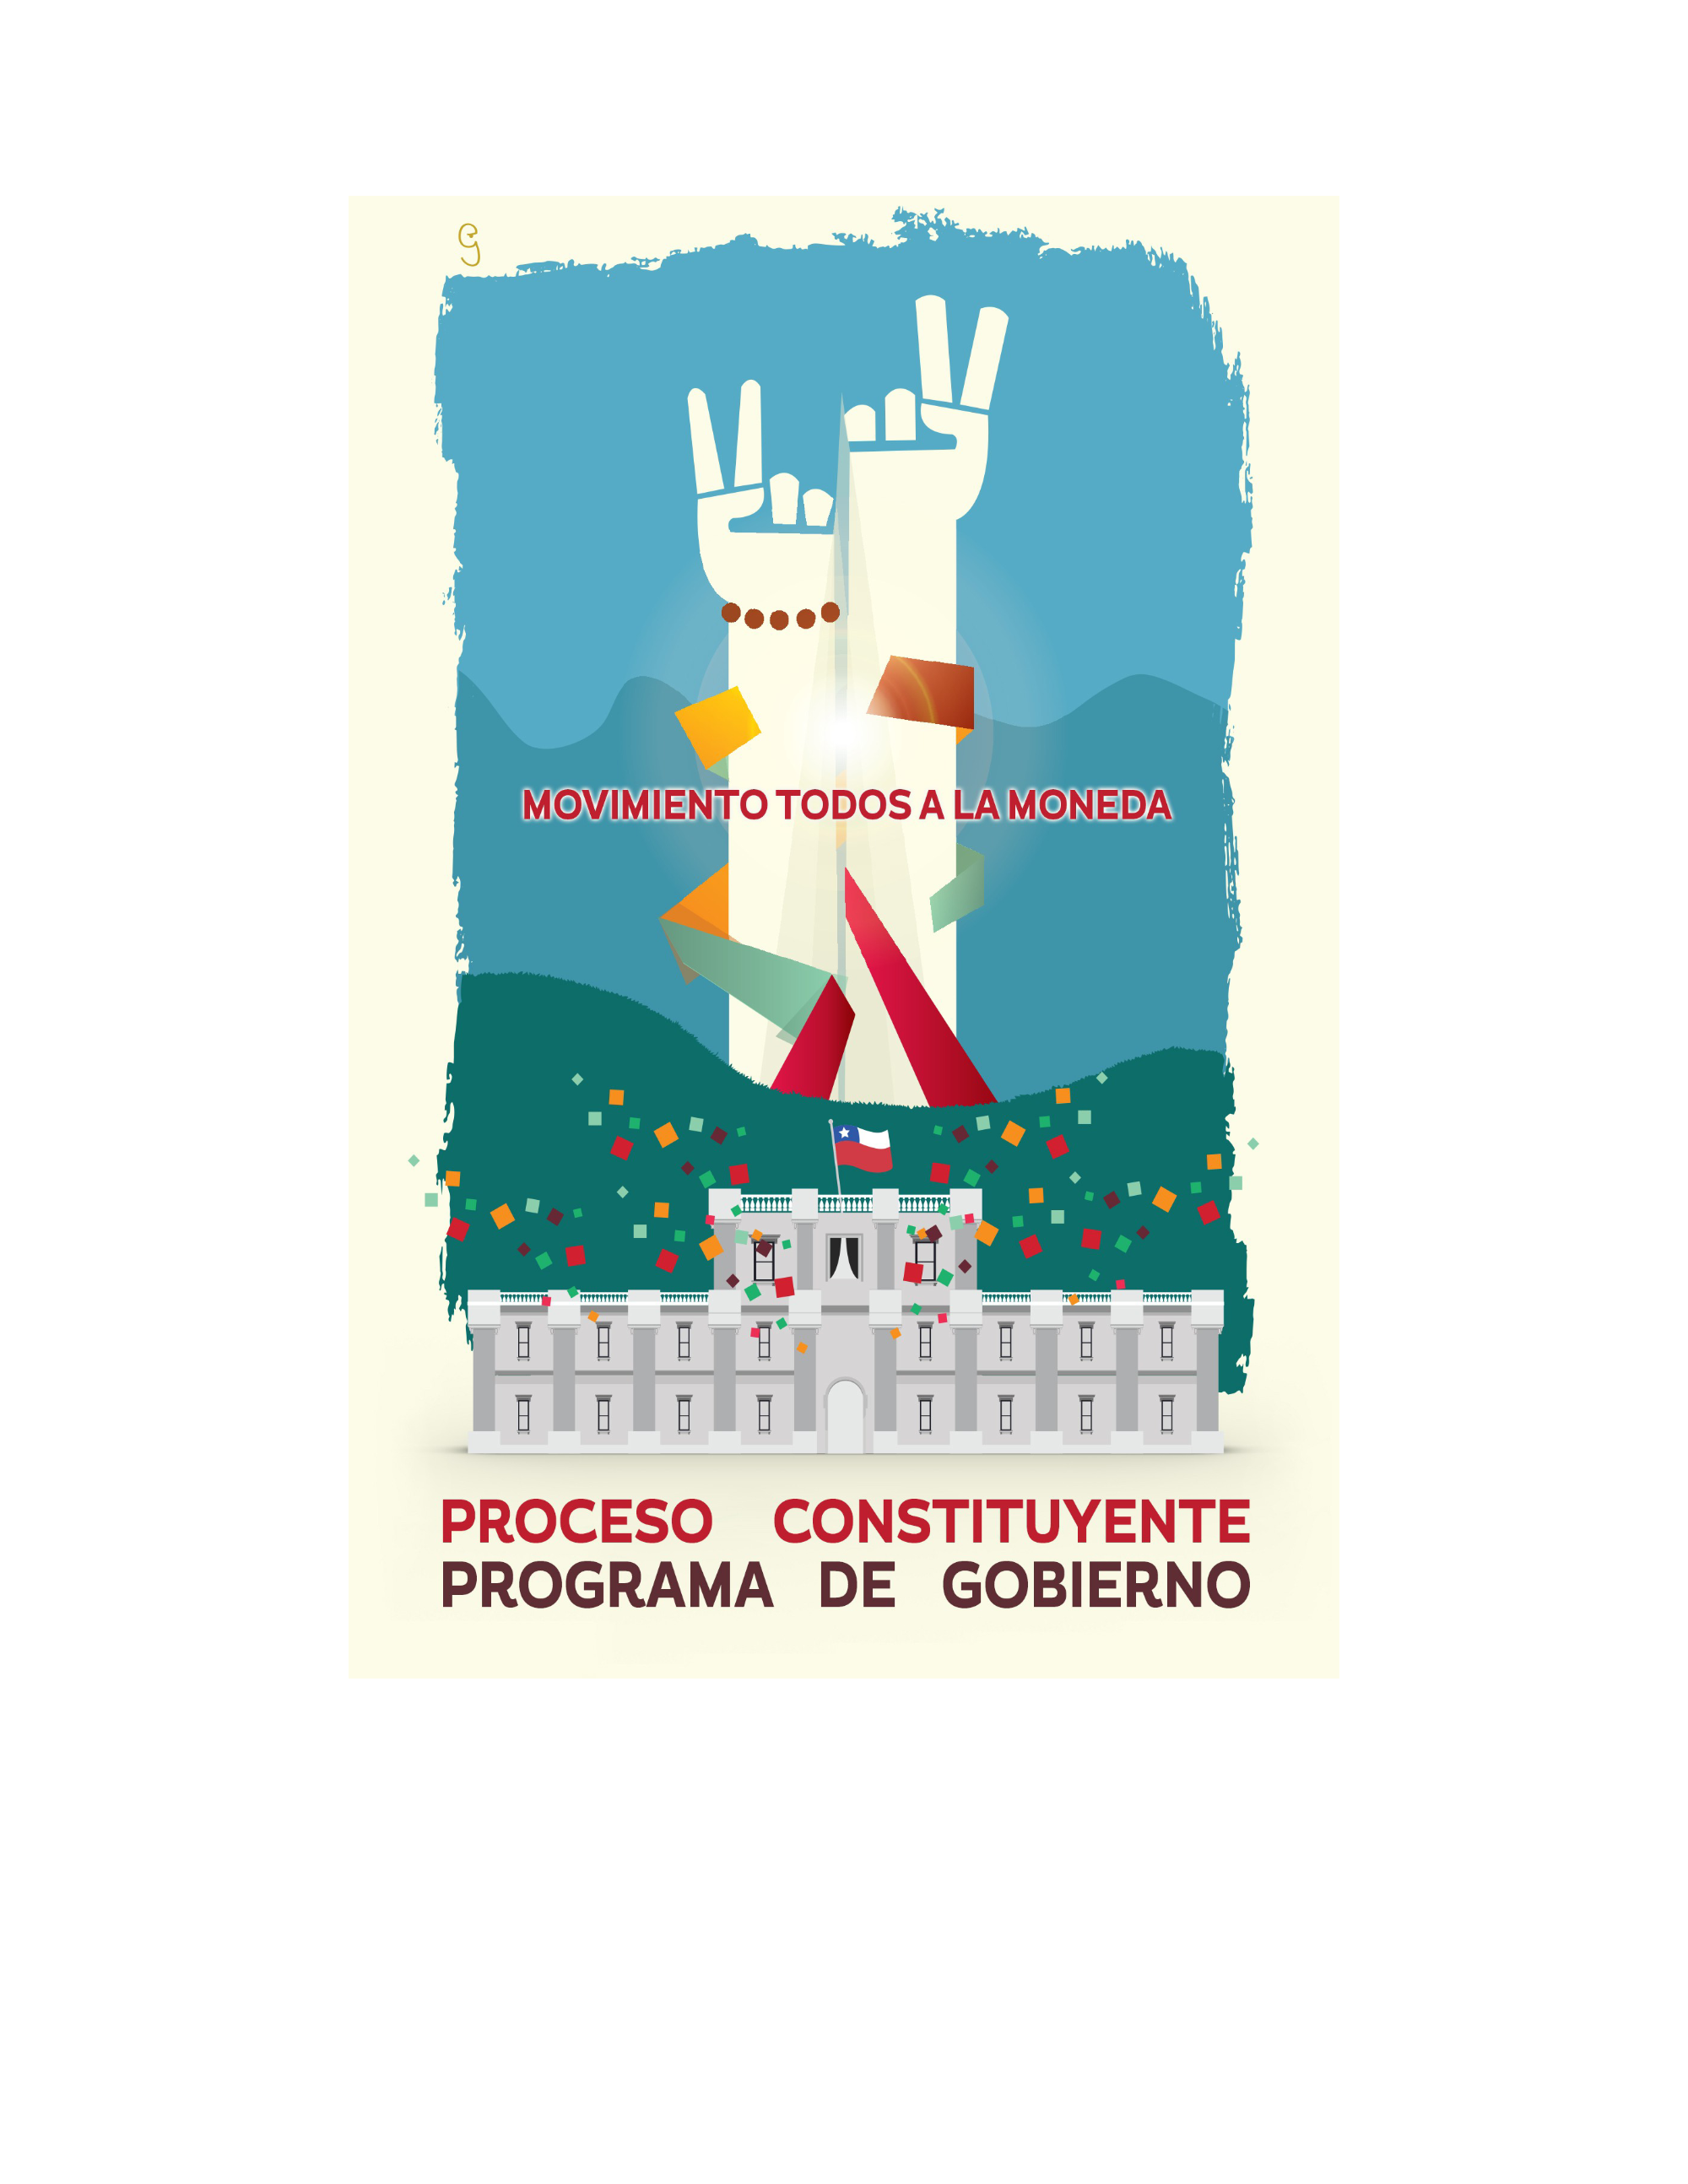 MOVIMIENTO TODOS A LA MONEDA
PROCESO CONSTITUYENTE
PROGRAMA DE GOBIERNO